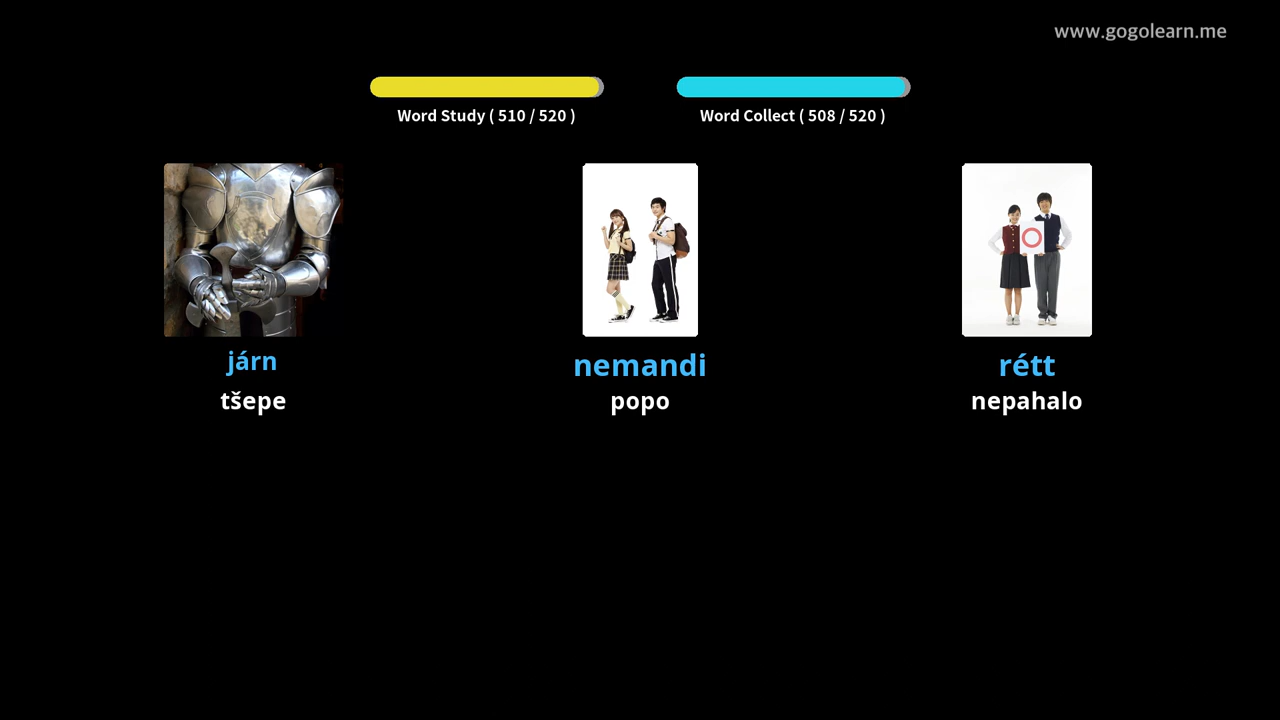 www.gogolearn.me
Word Study ( 510 / 520 )
Word Collect ( 508 / 520 )
járn
nemandi
rétt
tšepe
popo
nepahalo